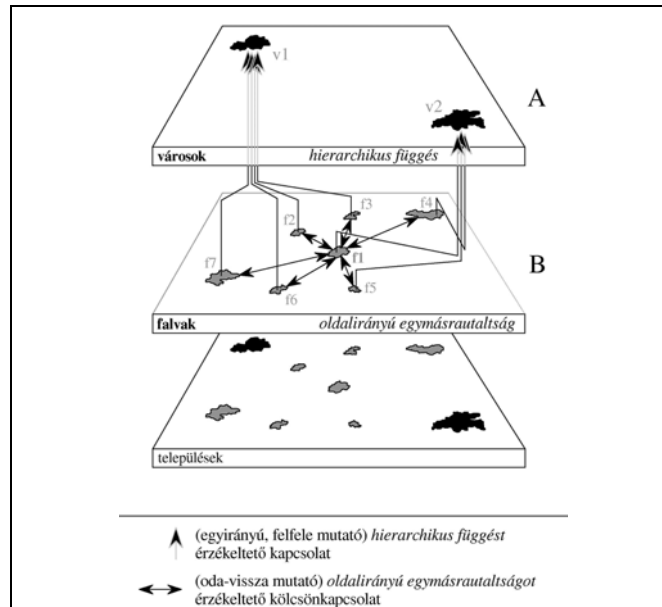 v1
A
v2
városok hierarchikus függés
f3
f4
f2
f1
B
f7
f6
f5
falvak oldalirányú egymásrautaltság
települések
(egyirányú, felfele mutató) hierarchikus függést
érzékeltető kapcsolat
(oda-vissza mutató) oldalirányú egymásrautaltságot
érzékeltető kölcsönkapcsolat